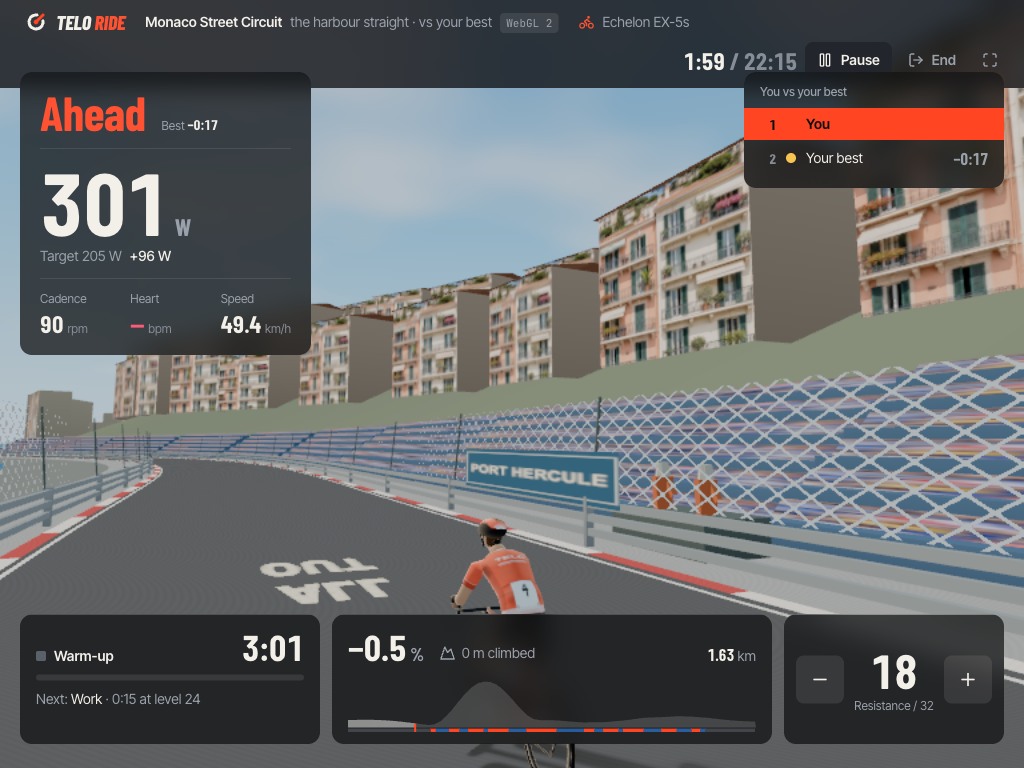 TELO RIDE Monaco Street Circuit the harbour straight · vs your best WebGL 2 Echelon EX-5s
1:59 / 22:15 Pause End
Ahead Best −0:17
301 W
Target 205 W +96 W
Cadence Heart Speed
90 rpm — bpm 49.4 km/h
You vs your best
1 You
2 Your best −0:17
PORT HERCULE
Warm-up 3:01
Next: Work · 0:15 at level 24
−0.5 % 0 m climbed 1.63 km
− 18 +
Resistance / 32